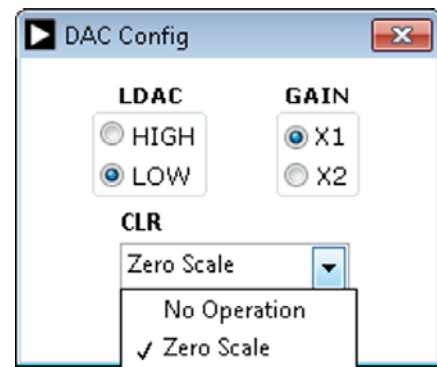 DAC Config
LDAC GAIN
HIGH X1
LOW X2
CLR
Zero Scale
No Operation
✓ Zero Scale